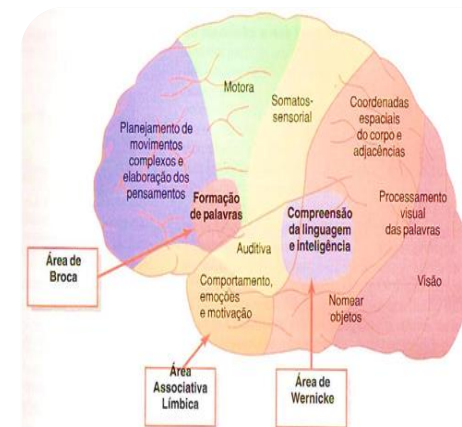 Motora
Somatos-
sensorial
Coordenadas
espaciais
do corpo e
adjacências
Planejamento de
movimentos
complexos e
elaboração dos
pensamentos
Formação
de palavras
Compreensão
da linguagem
e inteligência
Processamento
visual
das palavras
Auditiva
Visão
Área de
Broca
Comportamento,
emoções
e motivação
Nomear
objetos
Área
Associativa
Límbica
Área de
Wernicke